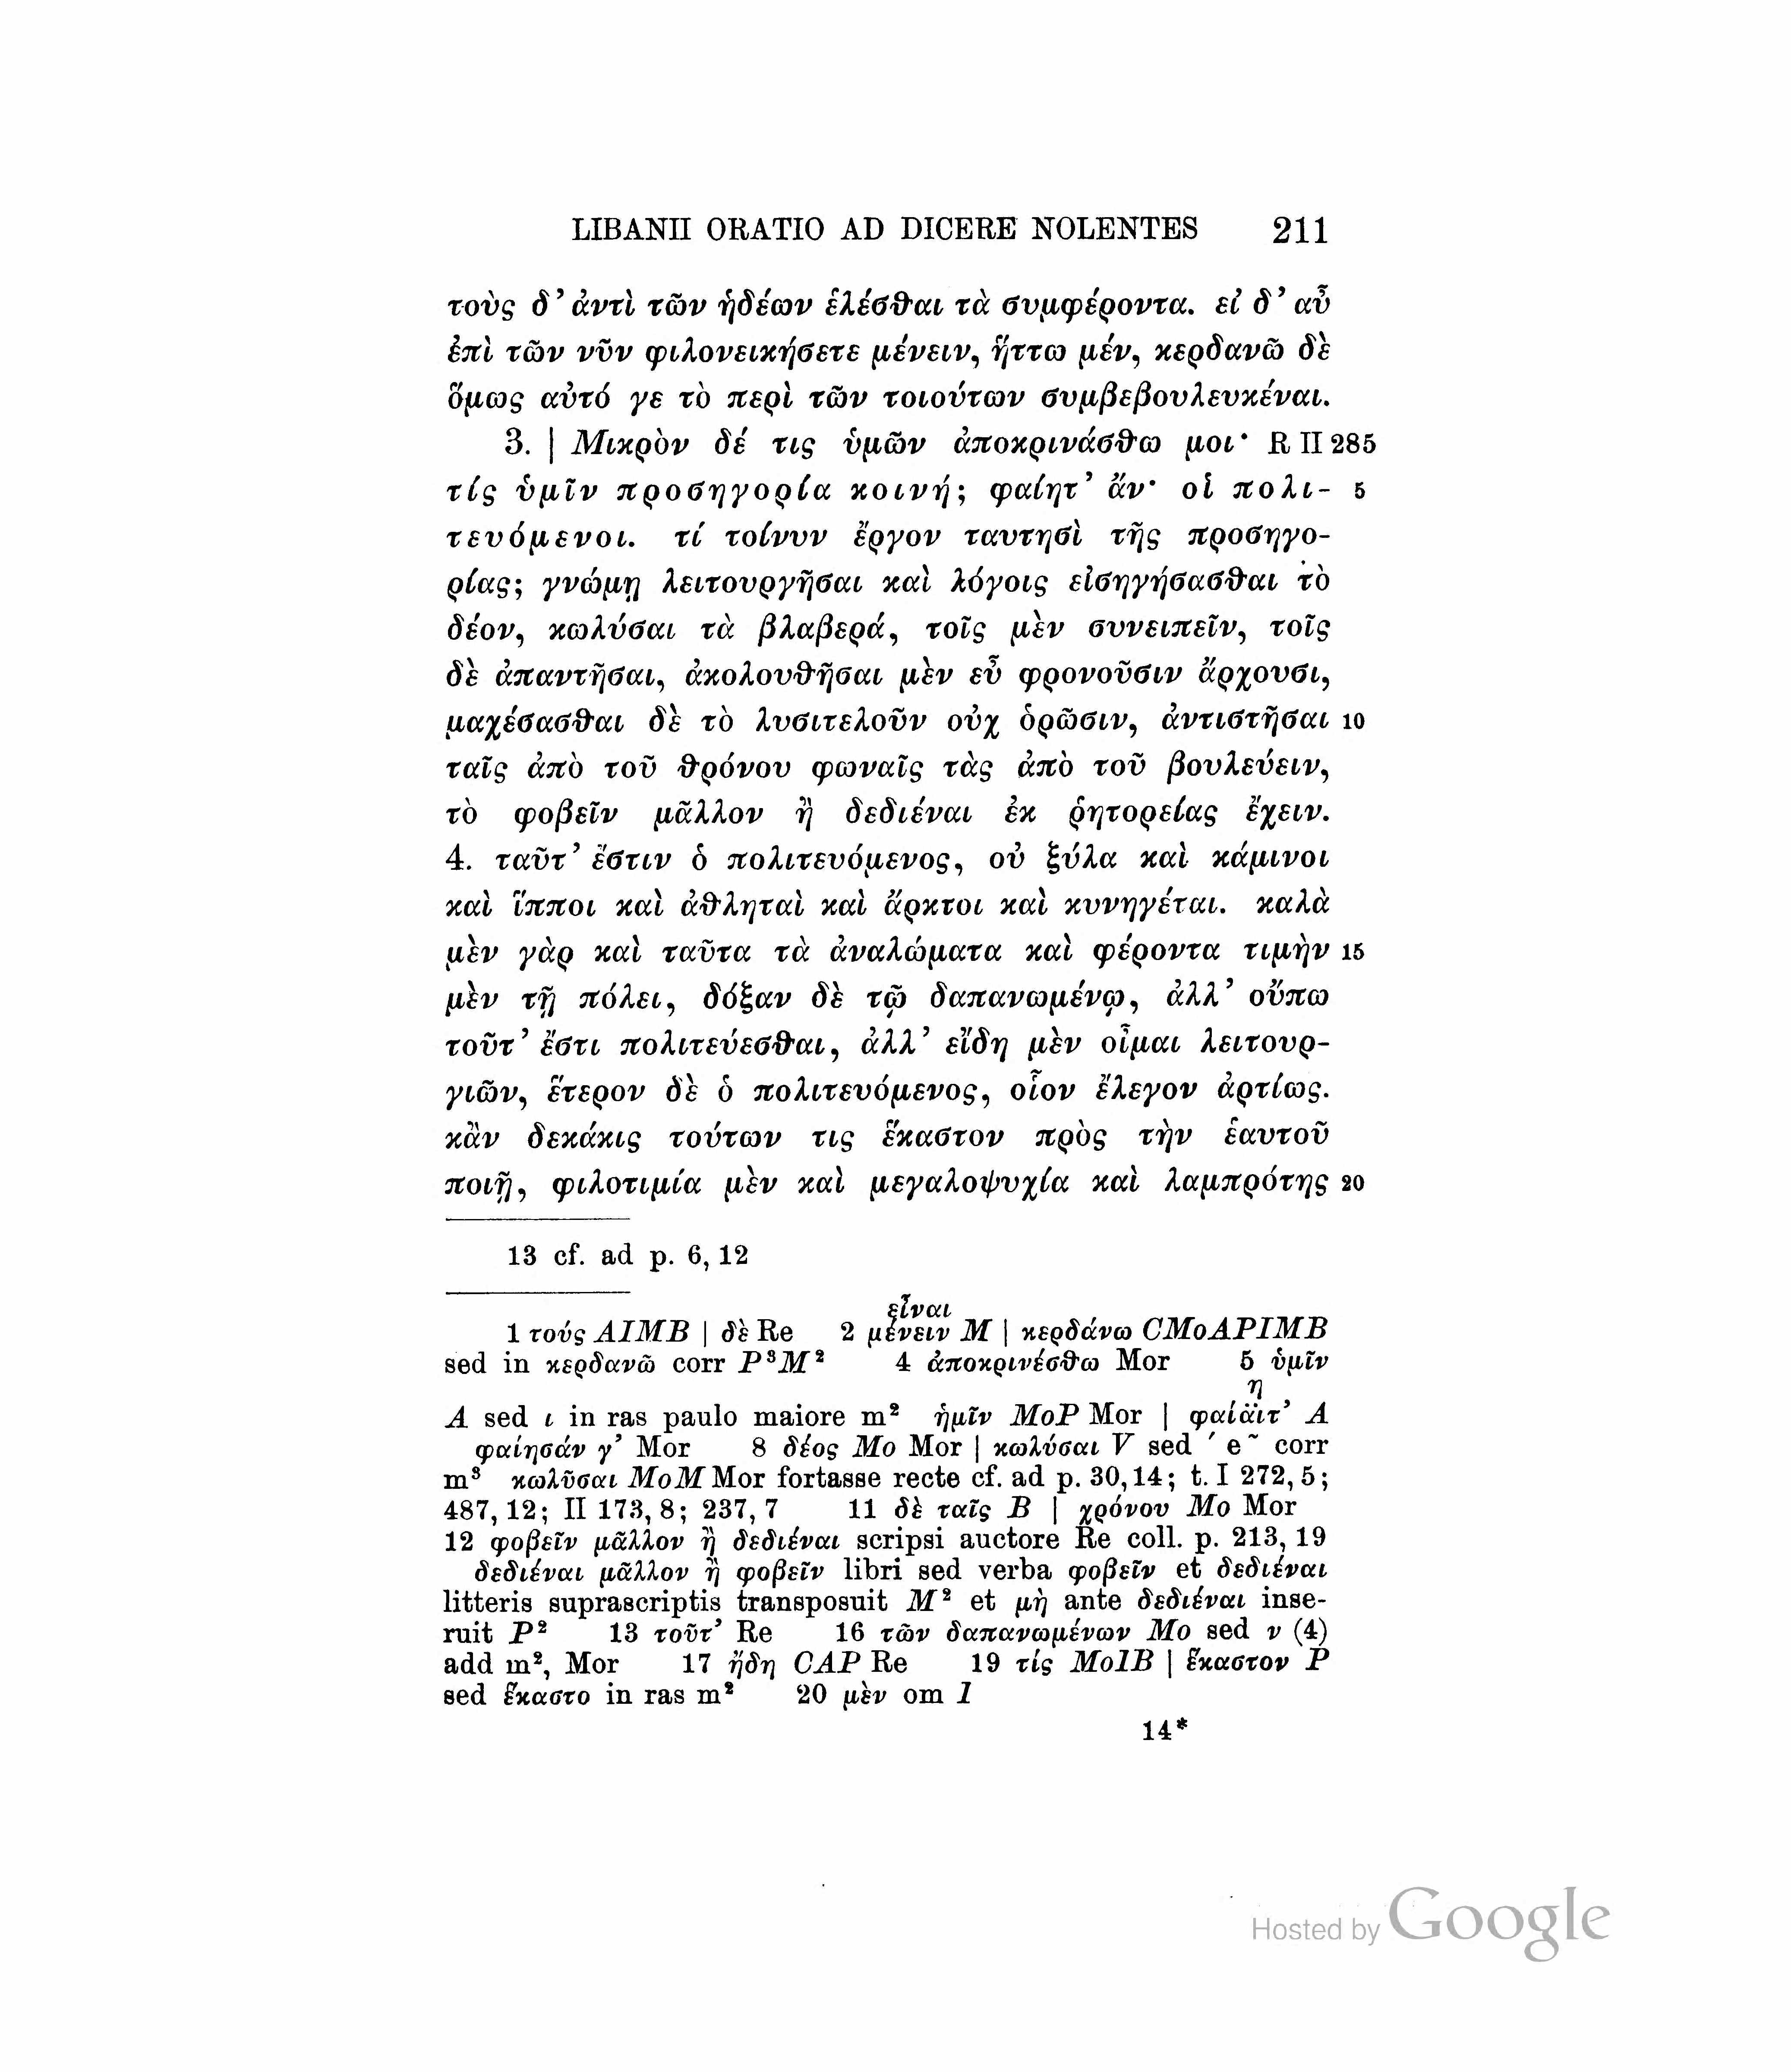 LIBANII ORATIO AD DICERE NOLENTES 211
τοὺς δ’ ἀντὶ τῶν ἡδέων ἑλέσθαι τὰ συμφέροντα. εἰ δ’ αὖ
ἐπὶ τῶν νῦν φιλονεικήσετε μένειν, ἥττω μέν, κερδανῶ δὲ
ὅμως αὐτό γε τὸ περὶ τῶν τοιούτων συμβεβουλευκέναι.
3. | Μικρὸν δέ τις ὑμῶν ἀποκρινάσθω μοι· R II 285
τίς ὑμῖν προσηγορία κοινή; φαίητ’ ἄν· οἱ πολι- 5
τευόμενοι. τί τοίνυν ἔργον ταυτησὶ τῆς προσηγο-
ρίας; γνώμῃ λειτουργῆσαι καὶ λόγοις εἰσηγήσασθαι τὸ
δέον, κωλύσαι τὰ βλαβερά, τοῖς μὲν συνειπεῖν, τοῖς
δὲ ἀπαντῆσαι, ἀκολουθῆσαι μὲν εὖ φρονοῦσιν ἄρχουσι,
μαχέσασθαι δὲ τὸ λυσιτελοῦν οὐχ ὁρῶσιν, ἀντιστῆσαι 10
ταῖς ἀπὸ τοῦ θρόνου φωναῖς τὰς ἀπὸ τοῦ βουλεύειν,
τὸ φοβεῖν μᾶλλον ἢ δεδιέναι ἐκ ῥητορείας ἔχειν.
4. ταῦτ’ ἔστιν ὁ πολιτευόμενος, οὐ ξύλα καὶ κάμινοι
καὶ ἵπποι καὶ ἀθληταὶ καὶ ἄρκτοι καὶ κυνηγέται. καλὰ
μὲν γὰρ καὶ ταῦτα τὰ ἀναλώματα καὶ φέροντα τιμὴν 15
μὲν τῇ πόλει, δόξαν δὲ τῷ δαπανωμένῳ, ἀλλ’ οὔπω
τοῦτ’ ἔστι πολιτεύεσθαι, ἀλλ’ εἴδη μὲν οἶμαι λειτουρ-
γιῶν, ἕτερον δὲ ὁ πολιτευόμενος, οἷον ἔλεγον ἀρτίως.
κἂν δεκάκις τούτων τις ἕκαστον πρὸς τὴν ἑαυτοῦ
ποιῇ, φιλοτιμία μὲν καὶ μεγαλοψυχία καὶ λαμπρότης 20
13 cf. ad p. 6, 12
εἶναι
1 τούς AIMB | δὲ Re 2 μένειν M | κερδάνω CMoAPIMB
sed in κερδανῶ corr P³M² 4 ἀποκρινέσθω Mor 5 ὑμῖν
η
A sed ι in ras paulo maiore m² ἡμῖν MoP Mor | φαίαιτ’ A
φαίησάν γ’ Mor 8 δέος Mo Mor | κωλύσαι V sed ´ e ~ corr
m³ κωλῦσαι MoM Mor fortasse recte cf. ad p. 30, 14; t. I 272, 5;
487, 12; II 173, 8; 237, 7 11 δὲ ταῖς B | χρόνου Mo Mor
12 φοβεῖν μᾶλλον ἢ δεδιέναι scripsi auctore Re coll. p. 213, 19
δεδιέναι μᾶλλον ἢ φοβεῖν libri sed verba φοβεῖν et δεδιέναι
litteris suprascriptis transposuit M² et μὴ ante δεδιέναι inse-
ruit P² 13 τοῦτ’ Re 16 τῶν δαπανωμένων Mo sed ν (4)
add m², Mor 17 ἤδη CAP Re 19 τίς MoIB | ἕκαστον P
sed ἕκαστο in ras m² 20 μὲν om I
14*
Hosted by Google